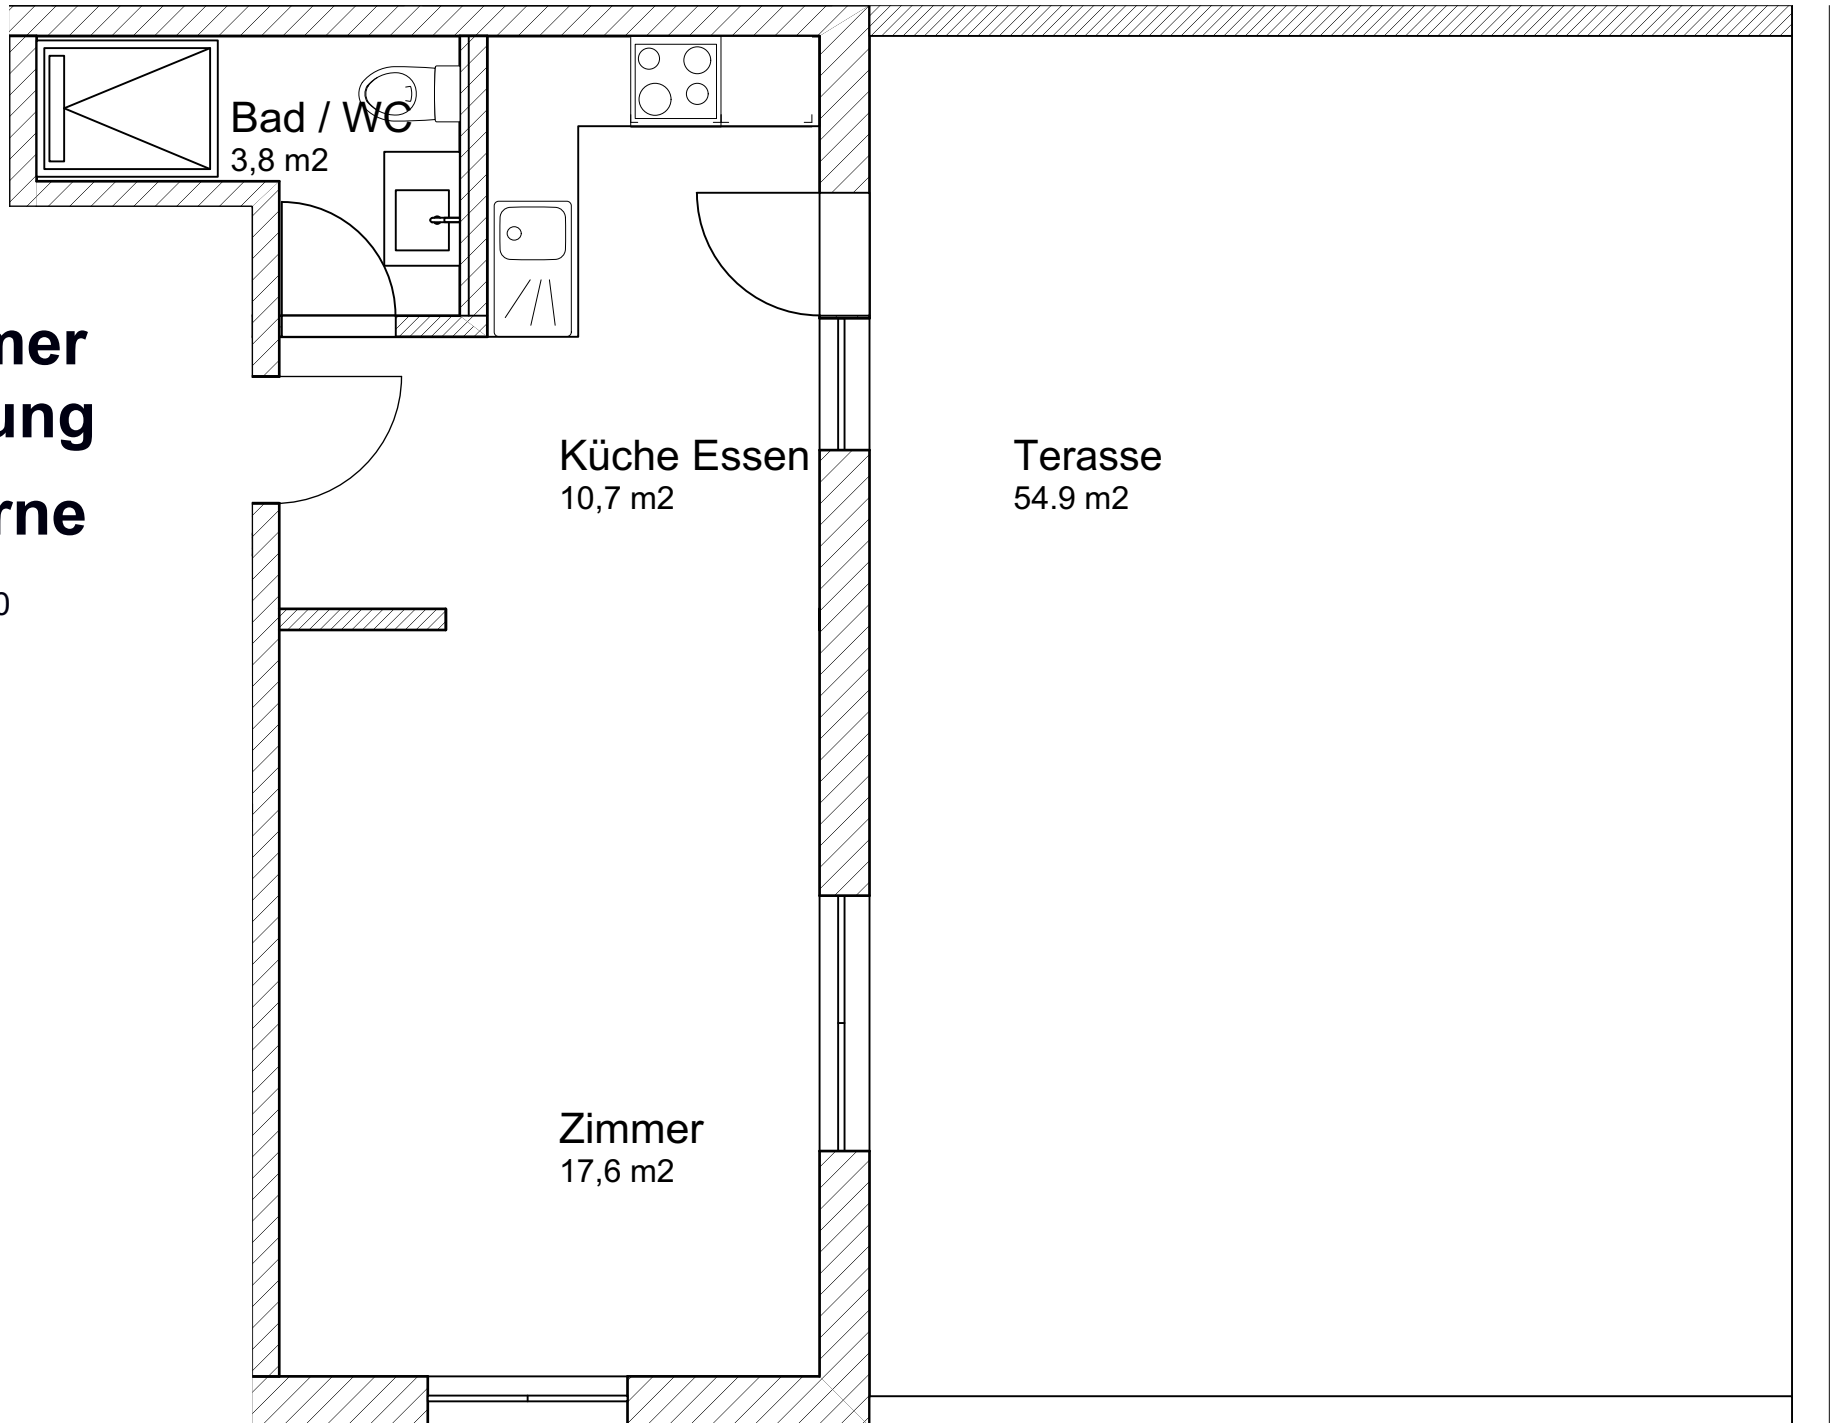 Bad / WC
3,8 m2
mer
ung
rne
0
Küche Essen
10,7 m2
Terasse
54.9 m2
Zimmer
17,6 m2